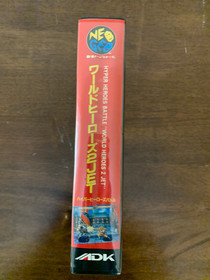 NEO GEO
HYPER HEROES BATTLE WORLD HEROES 2 JET
ワールドヒーローズ2JET
ADK